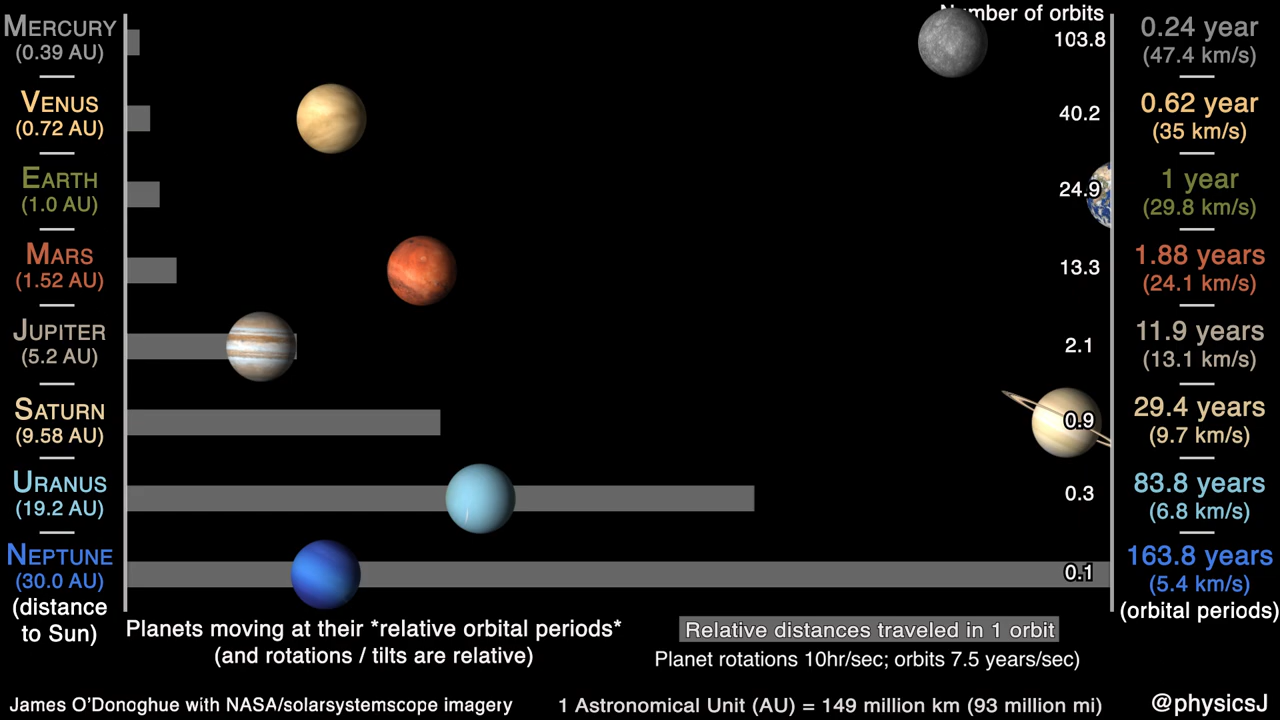 MERCURY
(0.39 AU)
Number of orbits
103.8
0.24 year
(47.4 km/s)
VENUS
(0.72 AU)
40.2
0.62 year
(35 km/s)
EARTH
(1.0 AU)
24.9
1 year
(29.8 km/s)
MARS
(1.52 AU)
13.3
1.88 years
(24.1 km/s)
JUPITER
(5.2 AU)
2.1
11.9 years
(13.1 km/s)
SATURN
(9.58 AU)
0.9
29.4 years
(9.7 km/s)
URANUS
(19.2 AU)
0.3
83.8 years
(6.8 km/s)
NEPTUNE
(30.0 AU)
0.1
163.8 years
(5.4 km/s)
(distance
to Sun)
(orbital periods)
Planets moving at their *relative orbital periods*
(and rotations / tilts are relative)
Relative distances traveled in 1 orbit
Planet rotations 10hr/sec; orbits 7.5 years/sec)
James O'Donoghue with NASA/solarsystemscope imagery
1 Astronomical Unit (AU) = 149 million km (93 million mi)
@physicsJ